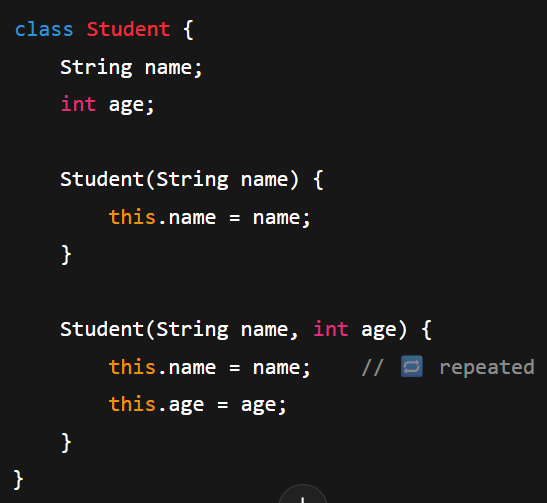 class Student {
    String name;
    int age;

    Student(String name) {
        this.name = name;
    }

    Student(String name, int age) {
        this.name = name;    // 🔁 repeated
        this.age = age;
    }
}